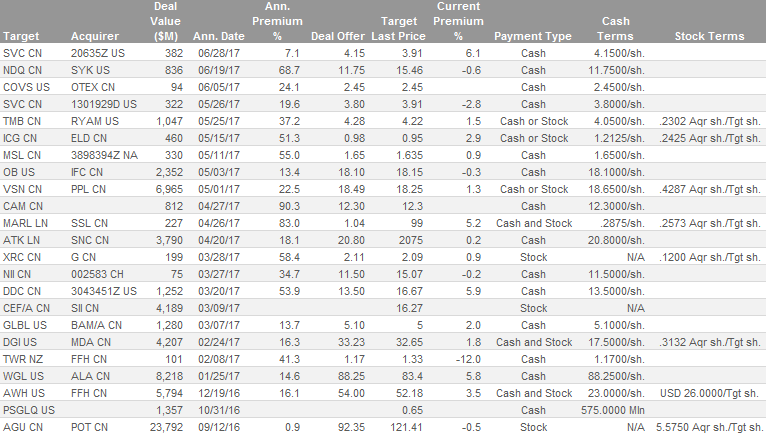 Deal Ann. Target Current
Value Premium Premium Cash
Target Acquirer ($M) Ann. Date % Deal Offer Last Price % Payment Type Terms Stock Terms
SVC CN 20635Z US 382 06/28/17 7.1 4.15 3.91 6.1 Cash 4.1500/sh.
NDQ CN SYK US 836 06/19/17 68.7 11.75 15.46 -0.6 Cash 11.7500/sh.
COVS US OTEX CN 94 06/05/17 24.1 2.45 2.45 Cash 2.4500/sh.
SVC CN 1301929D US 322 05/26/17 19.6 3.80 3.91 -2.8 Cash 3.8000/sh.
TMB CN RYAM US 1,047 05/25/17 37.2 4.28 4.22 1.5 Cash or Stock 4.0500/sh. .2302 Aqr sh./Tgt sh.
ICG CN ELD CN 460 05/15/17 51.3 0.98 0.95 2.9 Cash or Stock 1.2125/sh. .2425 Aqr sh./Tgt sh.
MSL CN 3898394Z NA 330 05/11/17 55.0 1.65 1.635 0.9 Cash 1.6500/sh.
OB US IFC CN 2,352 05/03/17 13.4 18.10 18.15 -0.3 Cash 18.1000/sh.
VSN CN PPL CN 6,965 05/01/17 22.5 18.49 18.25 1.3 Cash or Stock 18.6500/sh. .4287 Aqr sh./Tgt sh.
CAM CN 812 04/27/17 90.3 12.30 12.3 Cash 12.3000/sh.
MARL LN SSL CN 227 04/26/17 83.0 1.04 99 5.2 Cash and Stock .2875/sh. .2573 Aqr sh./Tgt sh.
ATK LN SNC CN 3,790 04/20/17 18.1 20.80 2075 0.2 Cash 20.8000/sh.
XRC CN G CN 199 03/28/17 58.4 2.11 2.09 0.9 Stock N/A .1200 Aqr sh./Tgt sh.
NII CN 002583 CH 75 03/27/17 34.7 11.50 15.07 -0.2 Cash 11.5000/sh.
DDC CN 3043451Z US 1,252 03/20/17 53.9 13.50 16.67 5.9 Cash 13.5000/sh.
CEF/A CN SII CN 4,189 03/09/17 16.27 Stock N/A
GLBL US BAM/A CN 1,280 03/07/17 13.7 5.10 5 2.0 Cash 5.1000/sh.
DGI US MDA CN 4,207 02/24/17 16.3 33.23 32.65 1.8 Cash and Stock 17.5000/sh. .3132 Aqr sh./Tgt sh.
TWR NZ FFH CN 101 02/08/17 41.3 1.17 1.33 -12.0 Cash 1.1700/sh.
WGL US ALA CN 8,218 01/25/17 14.6 88.25 83.4 5.8 Cash 88.2500/sh.
AWH US FFH CN 5,794 12/19/16 16.1 54.00 52.18 3.5 Cash and Stock 23.0000/sh. USD 26.0000/Tgt sh.
PSGLQ US 1,357 10/31/16 0.65 Cash 575.0000 Mln
AGU CN POT CN 23,792 09/12/16 0.9 92.35 121.41 -0.5 Stock N/A 5.5750 Aqr sh./Tgt sh.